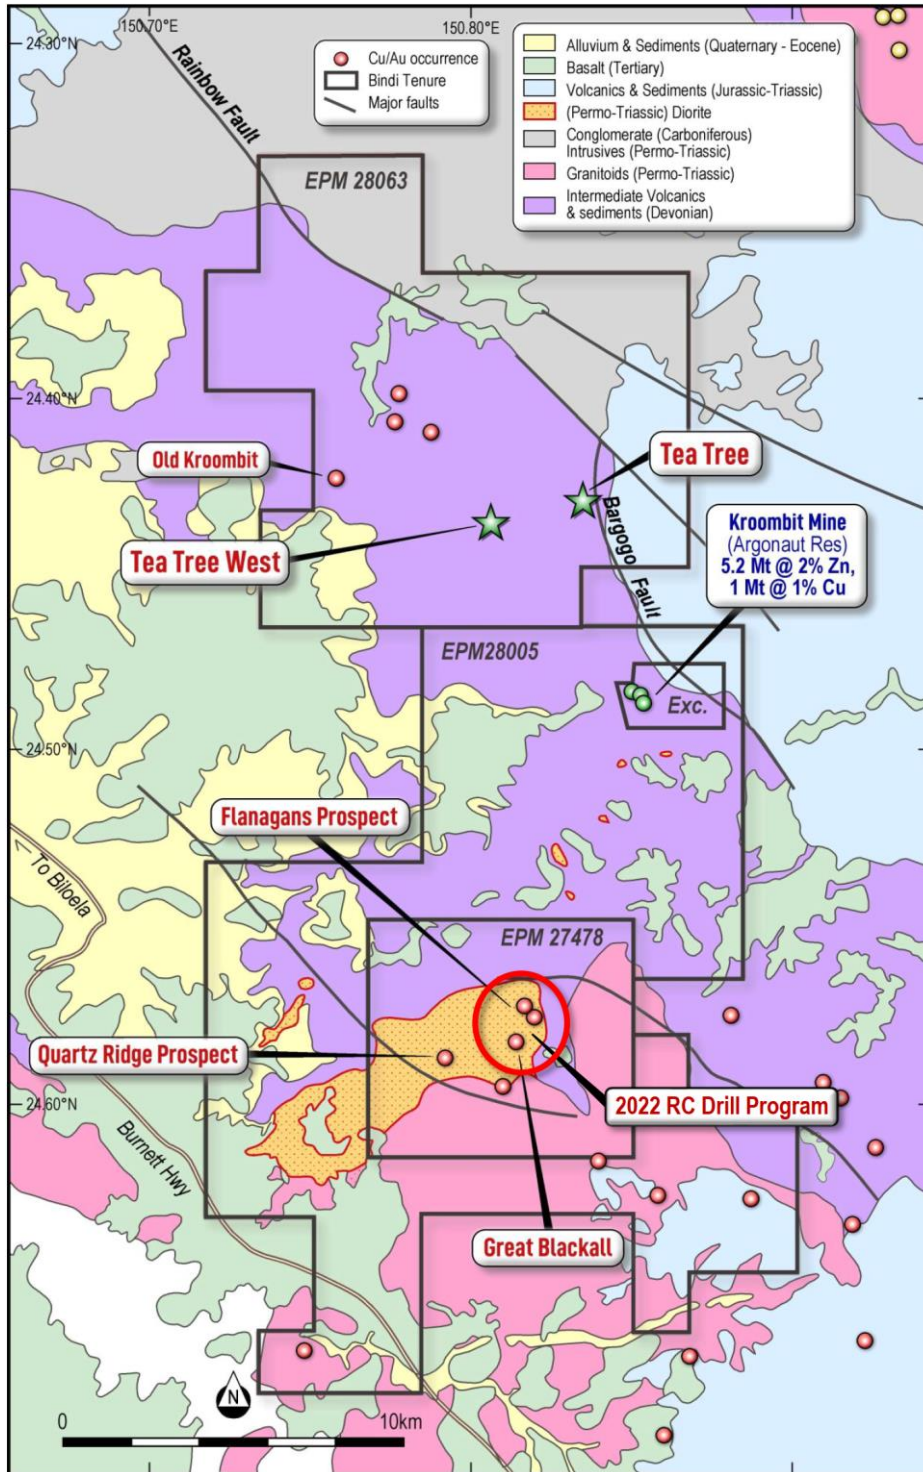 150.70°E
150.80°E
24.30°N
Rainbow Fault
Cu/Au occurrence
Bindi Tenure
Major faults
Alluvium & Sediments (Quaternary - Eocene)
Basalt (Tertiary)
Volcanics & Sediments (Jurassic-Triassic)
(Permo-Triassic) Diorite
Conglomerate (Carboniferous)
Intrusives (Permo-Triassic)
Granitoids (Permo-Triassic)
Intermediate Volcanics
& sediments (Devonian)
EPM 28063
24.40°N
Old Kroombit
Tea Tree
Tea Tree West
Bargogo Fault
Kroombit Mine
(Argonaut Res)
5.2 Mt @ 2% Zn,
1 Mt @ 1% Cu
EPM28005
Exc.
24.50°N
Flanagans Prospect
To Biloela
EPM 27478
Quartz Ridge Prospect
24.60°N
2022 RC Drill Program
Burnett Hwy
Great Blackall
N
0
10km